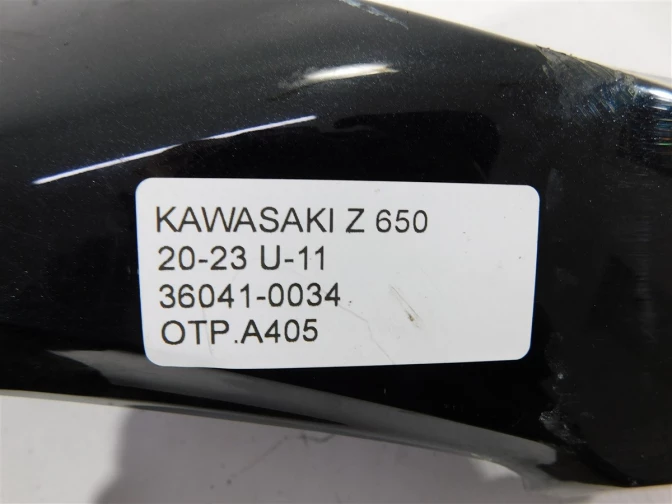 KAWASAKI Z 650
20-23 U-11
36041-0034
OTP.A405